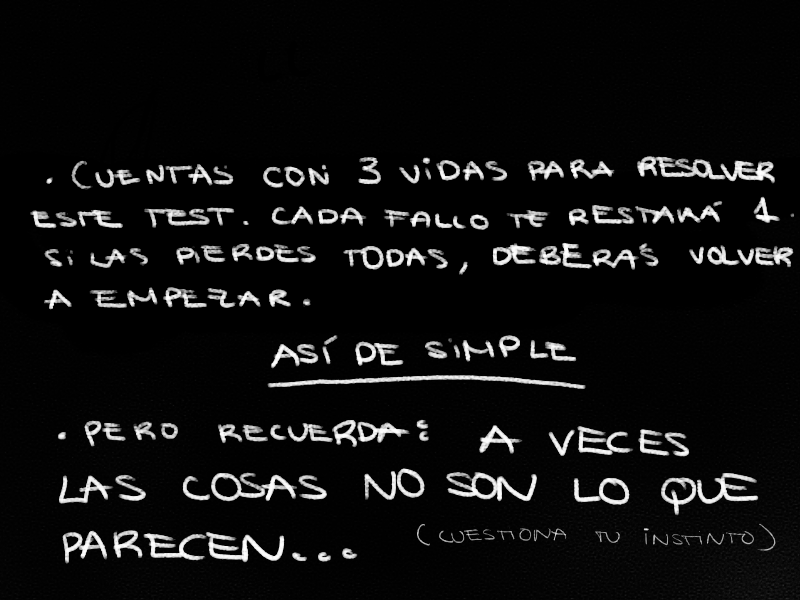 . CUENTAS CON 3 VIDAS PARA RESOLVER
ESTE TEST. CADA FALLO TE RESTARÁ 1.
Si LAS PIERDES TODAS, DEBERÁS VOLVER
A EMPEZAR.
ASÍ DE SiMPLE
. PERO RECUERDA: A VECES
LAS COSAS NO SON LO QUE
PARECEN... (CUESTIONA TU iNSTINTO)